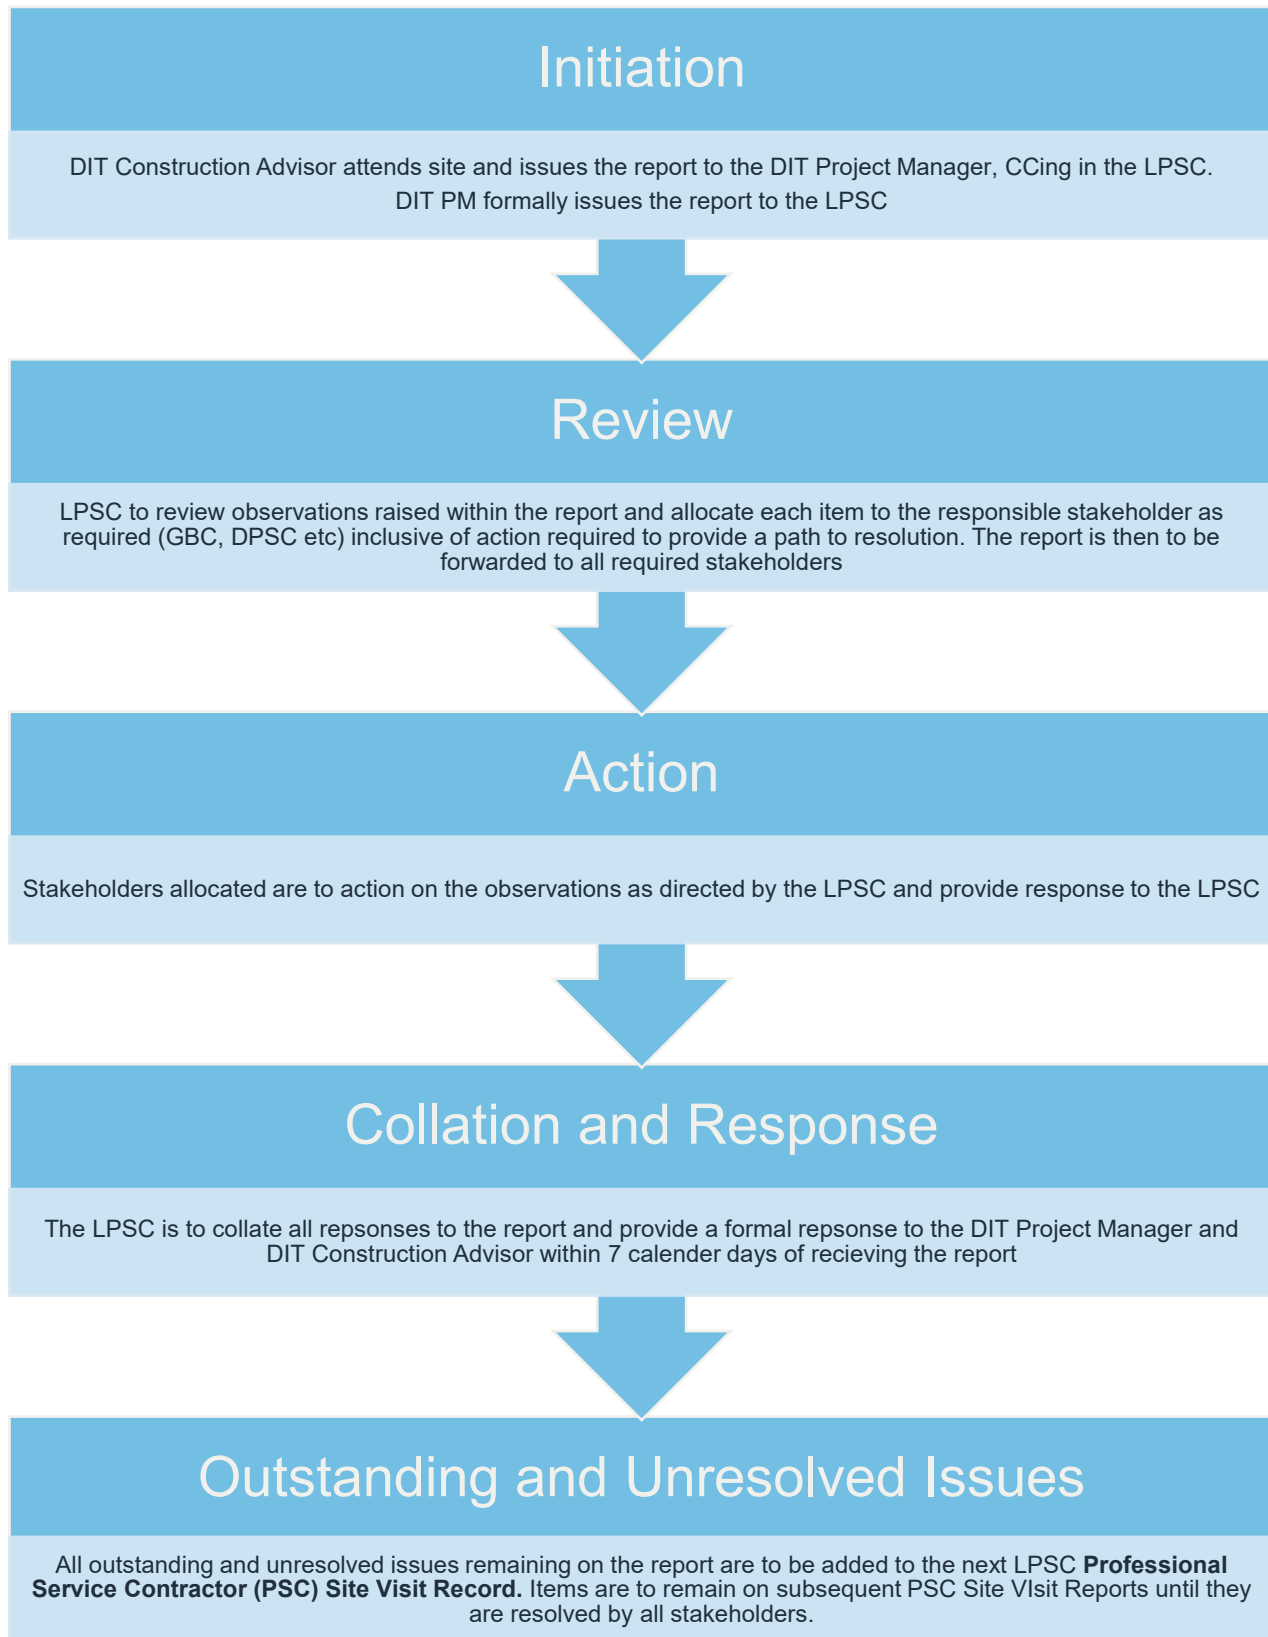 Initiation
DIT Construction Advisor attends site and issues the report to the DIT Project Manager, CCing in the LPSC.
DIT PM formally issues the report to the LPSC
Review
LPSC to review observations raised within the report and allocate each item to the responsible stakeholder as
required (GBC, DPSC etc) inclusive of action required to provide a path to resolution. The report is then to be
forwarded to all required stakeholders
Action
Stakeholders allocated are to action on the observations as directed by the LPSC and provide response to the LPSC
Collation and Response
The LPSC is to collate all repsonses to the report and provide a formal repsonse to the DIT Project Manager and
DIT Construction Advisor within 7 calender days of recieving the report
Outstanding and Unresolved Issues
All outstanding and unresolved issues remaining on the report are to be added to the next LPSC Professional
Service Contractor (PSC) Site Visit Record. Items are to remain on subsequent PSC Site VIsit Reports until they
are resolved by all stakeholders.